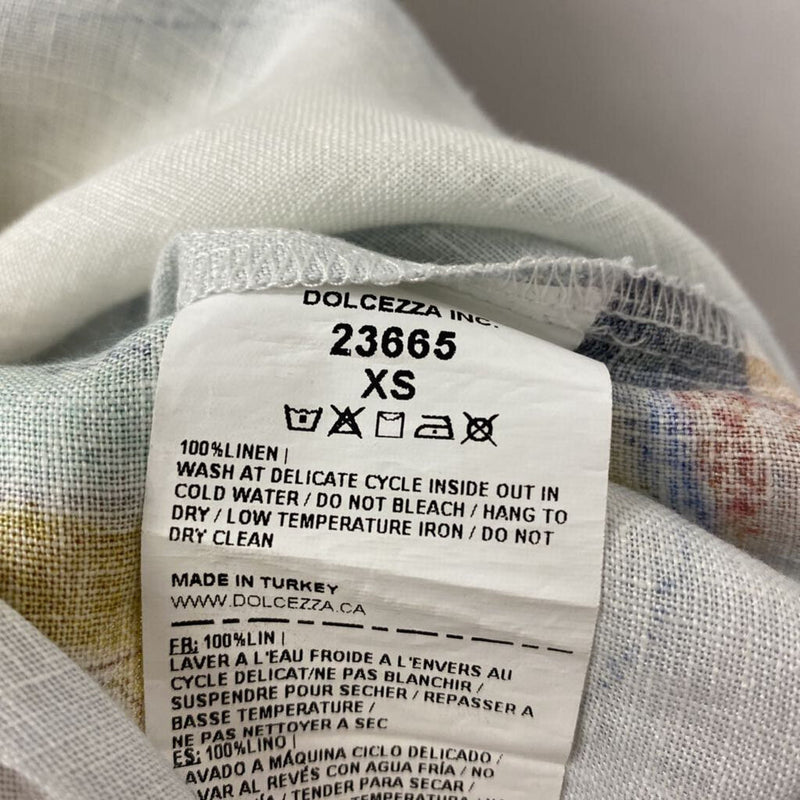 DOLCEZZA INC.
23665
XS
100%LINEN |
WASH AT DELICATE CYCLE INSIDE OUT IN
COLD WATER / DO NOT BLEACH / HANG TO
DRY / LOW TEMPERATURE IRON / DO NOT
DRY CLEAN
MADE IN TURKEY
WWW.DOLCEZZA.CA
FR: 100%LIN |
LAVER A L'EAU FROIDE A L'ENVERS AU
CYCLE DELICAT/NE PAS BLANCHIR /
SUSPENDRE POUR SECHER / REPASSER A
BASSE TEMPERATURE /
NE PAS NETTOYER A SEC
ES: 100%LINO |
AVADO A MÁQUINA CICLO DELICADO /
VAR AL REVÉS CON AGUA FRÍA / NO
/ TENDER PARA SECAR /